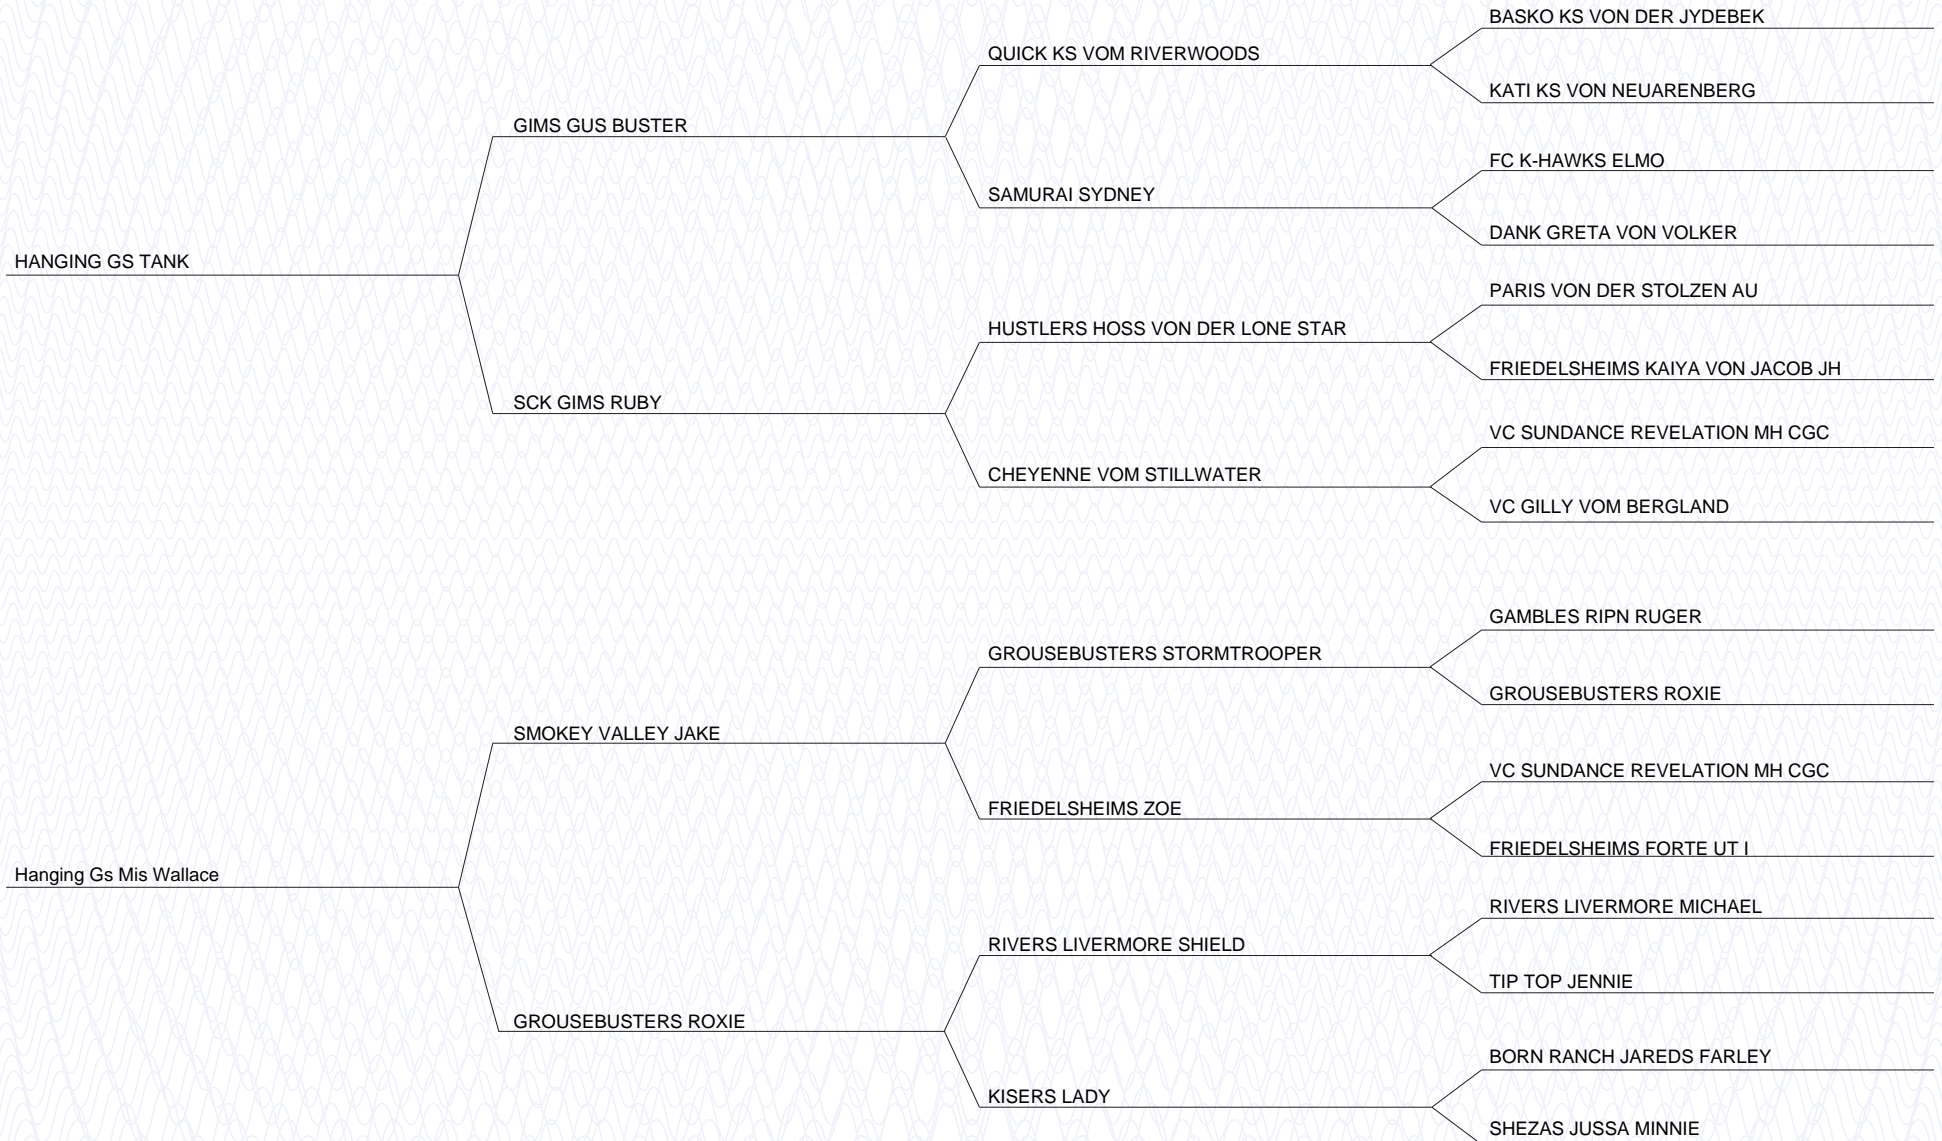 BASKO KS VON DER JYDEBEK
QUICK KS VOM RIVERWOODS
KATI KS VON NEUARENBERG
GIMS GUS BUSTER
FC K-HAWKS ELMO
SAMURAI SYDNEY
DANK GRETA VON VOLKER
HANGING GS TANK
PARIS VON DER STOLZEN AU
HUSTLERS HOSS VON DER LONE STAR
FRIEDELSHEIMS KAIYA VON JACOB JH
SCK GIMS RUBY
VC SUNDANCE REVELATION MH CGC
CHEYENNE VOM STILLWATER
VC GILLY VOM BERGLAND
GAMBLES RIPN RUGER
GROUSEBUSTERS STORMTROOPER
GROUSEBUSTERS ROXIE
SMOKEY VALLEY JAKE
VC SUNDANCE REVELATION MH CGC
FRIEDELSHEIMS ZOE
FRIEDELSHEIMS FORTE UT I
Hanging Gs Mis Wallace
RIVERS LIVERMORE MICHAEL
RIVERS LIVERMORE SHIELD
TIP TOP JENNIE
GROUSEBUSTERS ROXIE
BORN RANCH JAREDS FARLEY
KISERS LADY
SHEZAS JUSSA MINNIE